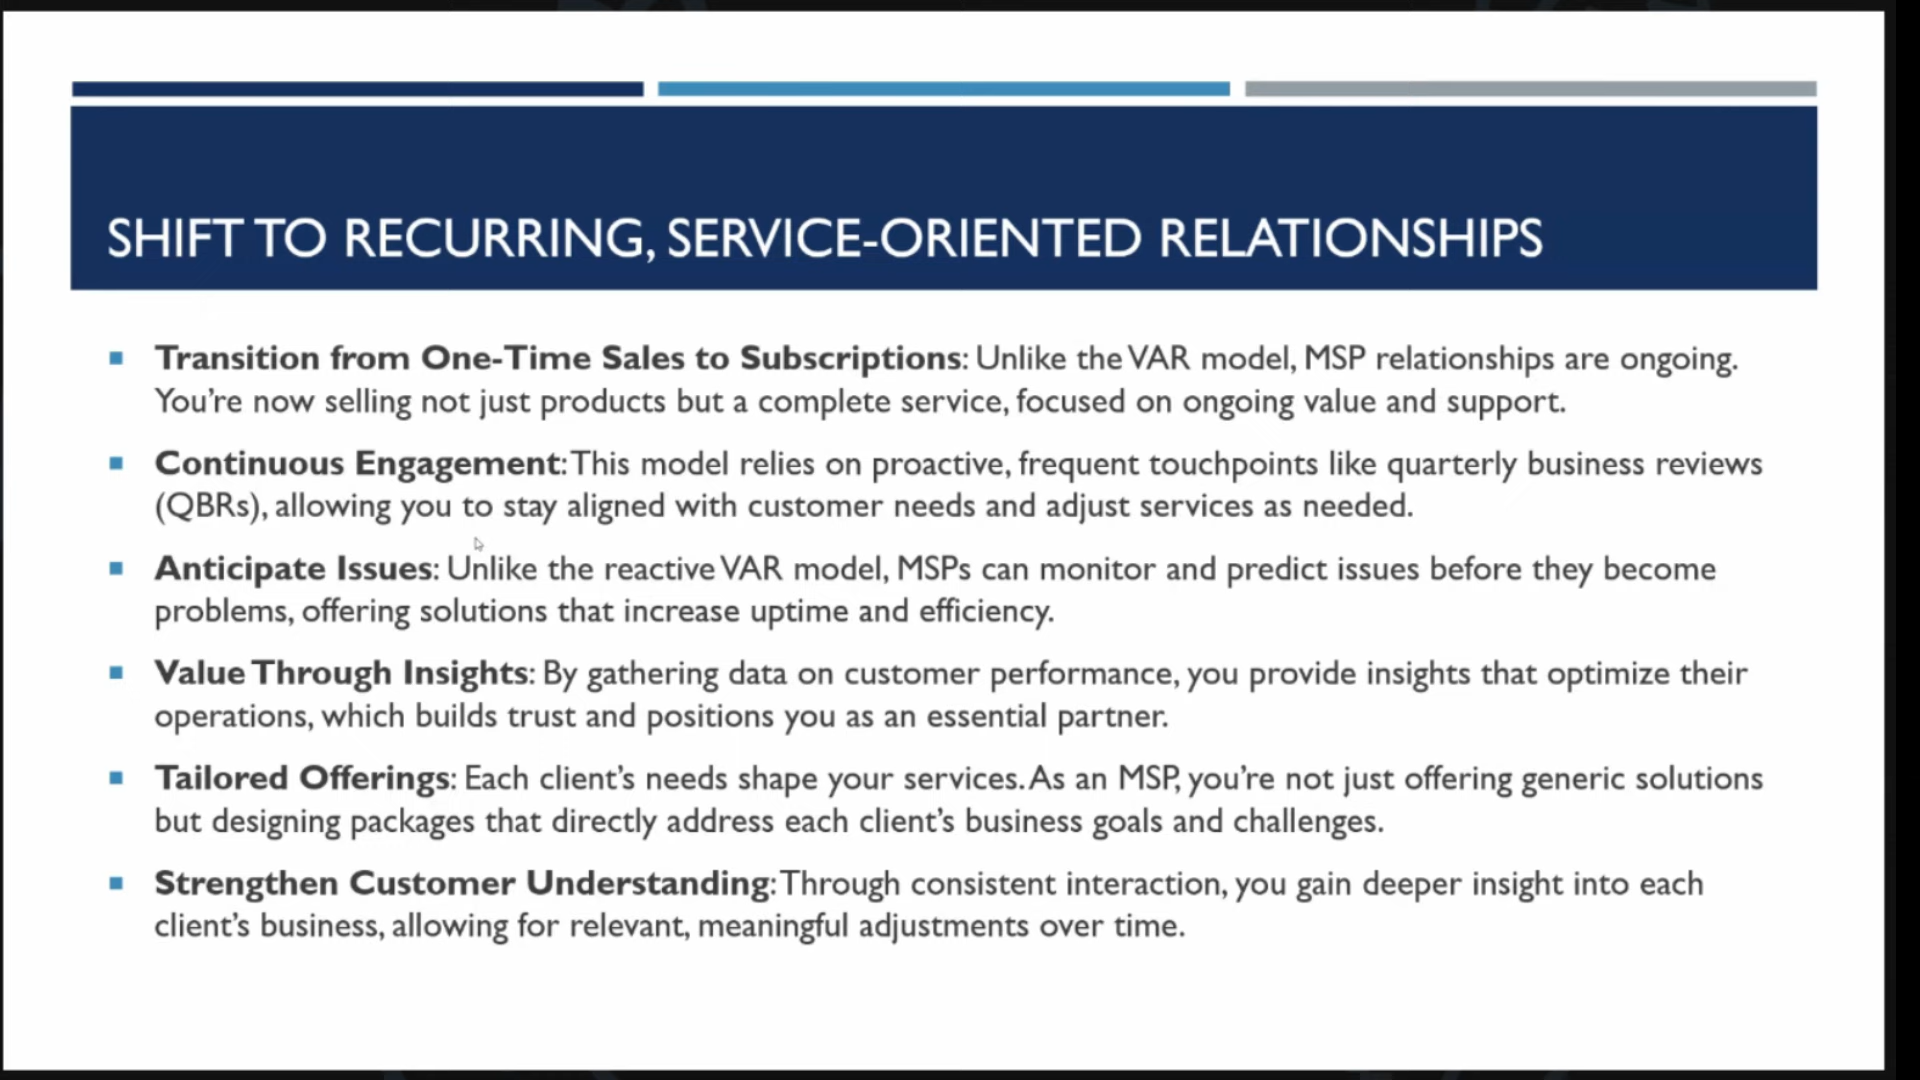 SHIFT TO RECURRING, SERVICE-ORIENTED RELATIONSHIPS
Transition from One-Time Sales to Subscriptions: Unlike the VAR model, MSP relationships are ongoing.
You're now selling not just products but a complete service, focused on ongoing value and support.
Continuous Engagement: This model relies on proactive, frequent touchpoints like quarterly business reviews
(QBRs), allowing you to stay aligned with customer needs and adjust services as needed.
Anticipate Issues: Unlike the reactive VAR model, MSPs can monitor and predict issues before they become
problems, offering solutions that increase uptime and efficiency.
Value Through Insights: By gathering data on customer performance, you provide insights that optimize their
operations, which builds trust and positions you as an essential partner.
Tailored Offerings: Each client's needs shape your services. As an MSP, you're not just offering generic solutions
but designing packages that directly address each client's business goals and challenges.
Strengthen Customer Understanding: Through consistent interaction, you gain deeper insight into each
client's business, allowing for relevant, meaningful adjustments over time.